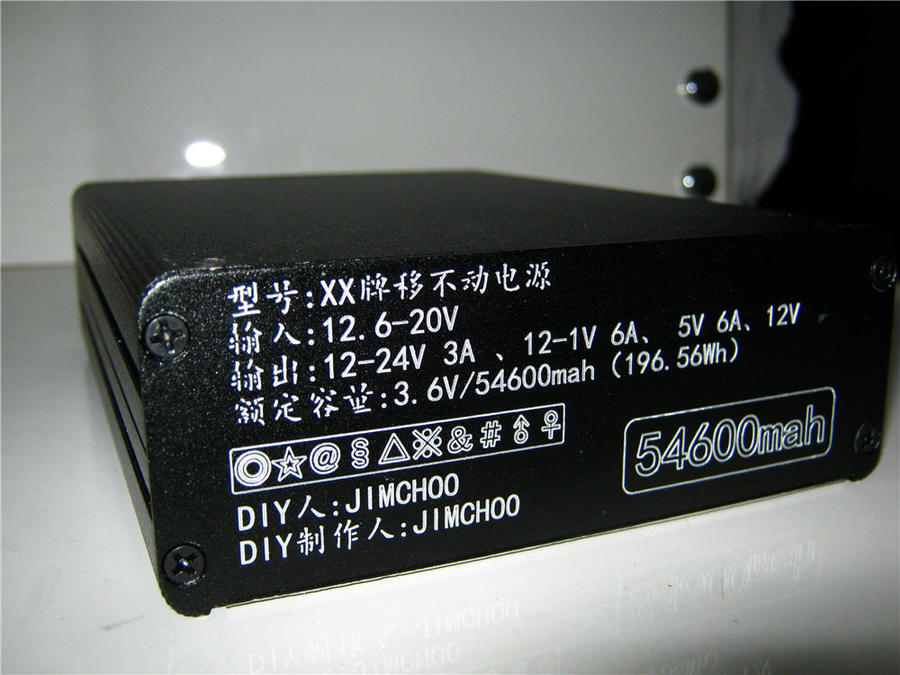 型号:XX牌移不动电源
输入:12.6-20V
输出:12-24V 3A 、12-1V 6A、 5V 6A、12V
额定容量:3.6V/54600mah (196.56Wh)
◎☆@§△※&#♂♀
54600mah
DIY人:JIMCHOO
DIY制作人:JIMCHOO